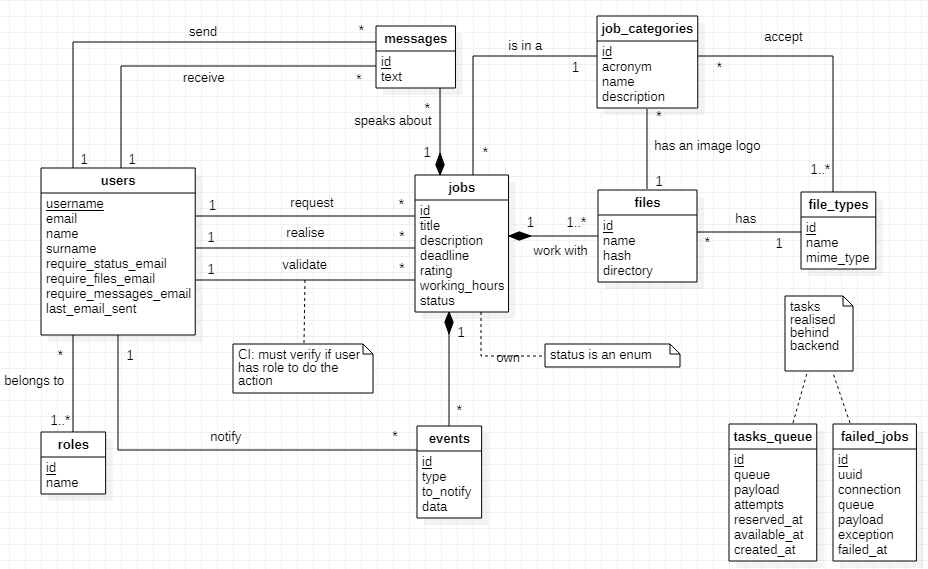 send
*
messages
id
text
receive
*
1
1
*
speaks about
1
is in a
1
*
job_categories
id
acronym
name
description
accept
*
1..*
*
has an image logo
1
users
username
email
name
surname
require_status_email
require_files_email
require_messages_email
last_email_sent
1
request
*
1
realise
*
1
validate
*
jobs
id
title
description
deadline
rating
working_hours
status
1
1..*
work with
files
id
name
hash
directory
has
*
1
file_types
id
name
mime_type
CI: must verify if user
has role to do the
action
own
status is an enum
tasks
realised
behind
backend
*
belongs to
1..*
1
notify
*
1
*
roles
id
name
events
id
type
to_notify
data
tasks_queue
id
queue
payload
attempts
reserved_at
available_at
created_at
failed_jobs
id
uuid
connection
queue
payload
exception
failed_at